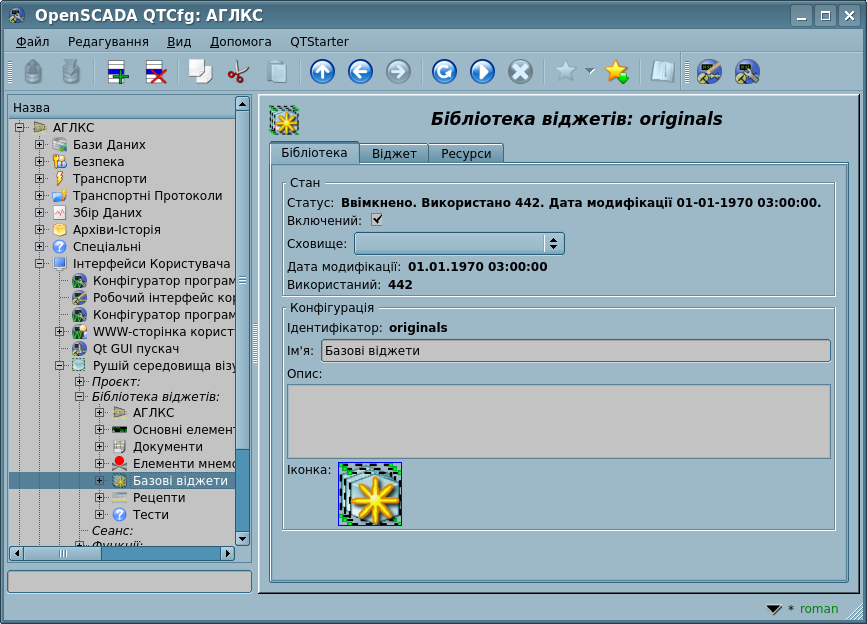 OpenSCADA QTCfg: АГЛКС
Файл Редагування Вид Допомога QTStarter
Назва
АГЛКС
Бази Даних
Безпека
Транспорти
Транспортні Протоколи
Збір Даних
Архіви-Історія
Спеціальні
Інтерфейси Користувача
Конфігуратор програм
Робочий інтерфейс кор
Конфігуратор програм
WWW-сторінка користу
Qt GUI пускач
Рушій середовища візу
Проєкт:
Бібліотека віджетів:
АГЛКС
Основні елемент
Документи
Елементи мнемо
Базові віджети
Рецепти
Тести
Сеанс:
Функції:
Бібліотека віджетів: originals
Бібліотека Віджет Ресурси
Стан
Статус: Ввімкнено. Використано 442. Дата модифікації 01-01-1970 03:00:00.
Включений:
Сховище:
Дата модифікації: 01.01.1970 03:00:00
Використаний: 442
Конфігурація
Ідентифікатор: originals
Ім'я: Базові віджети
Опис:
Іконка:
* roman